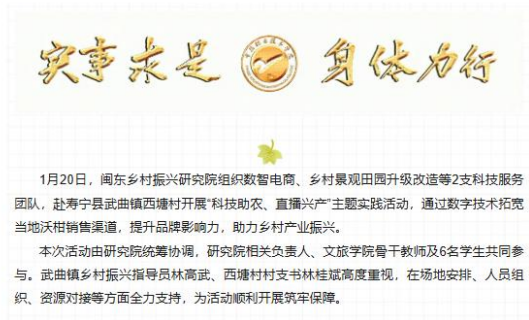 实事求是 身体力行
1月20日，闽东乡村振兴研究院组织数智电商、乡村景观田园升级改造等2支科技服务
团队，赴寿宁县武曲镇西塘村开展“科技助农、直播兴产”主题实践活动，通过数字技术拓宽
当地沃柑销售渠道，提升品牌影响力，助力乡村产业振兴。
本次活动由研究院统筹协调，研究院相关负责人、文旅学院骨干教师及6名学生共同参
与。武曲镇乡村振兴指导员林高武、西塘村村支书林桂斌高度重视，在场地安排、人员组
织、资源对接等方面全力支持，为活动顺利开展筑牢保障。